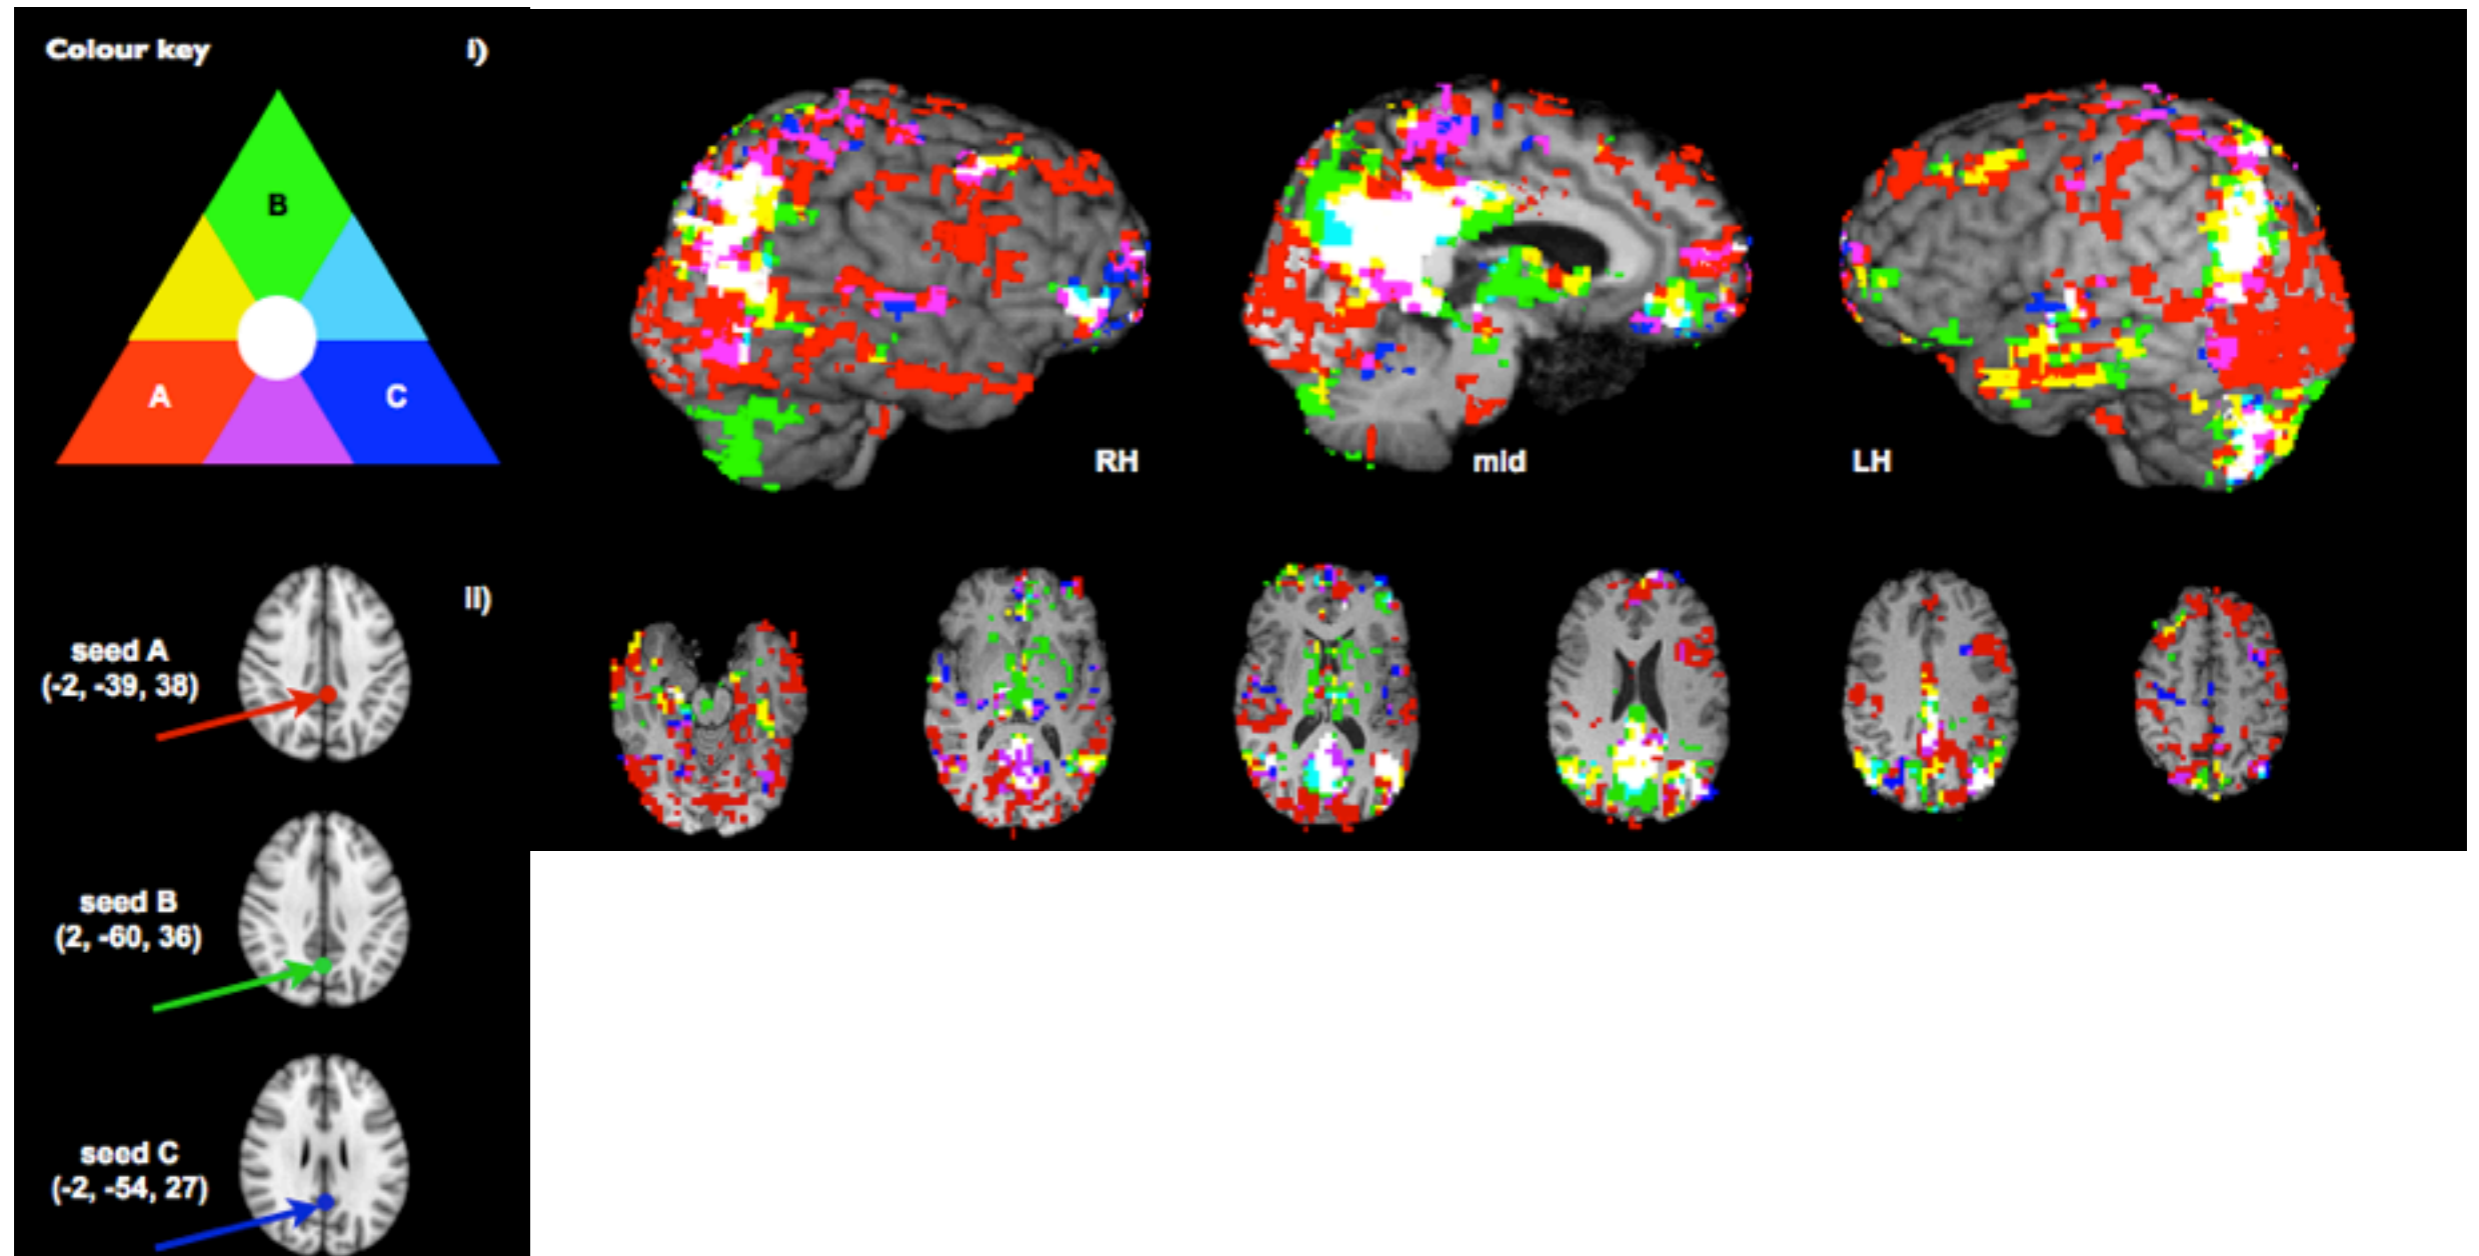 Colour key
i)
B
A
C
RH
mid
LH
ii)
seed A
(-2, -39, 38)
seed B
(2, -60, 36)
seed C
(-2, -54, 27)